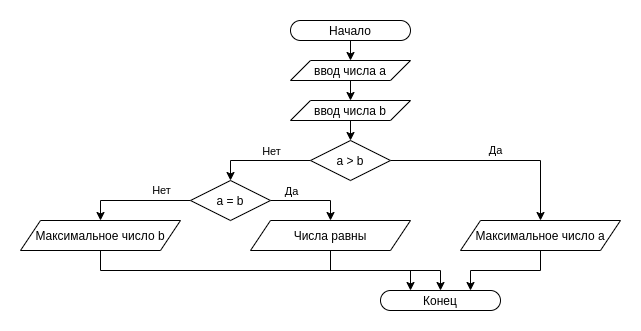 Начало
ввод числа a
ввод числа b
Нет
a > b
Да
Нет
a = b
Да
Максимальное число b
Числа равны
Максимальное число a
Конец